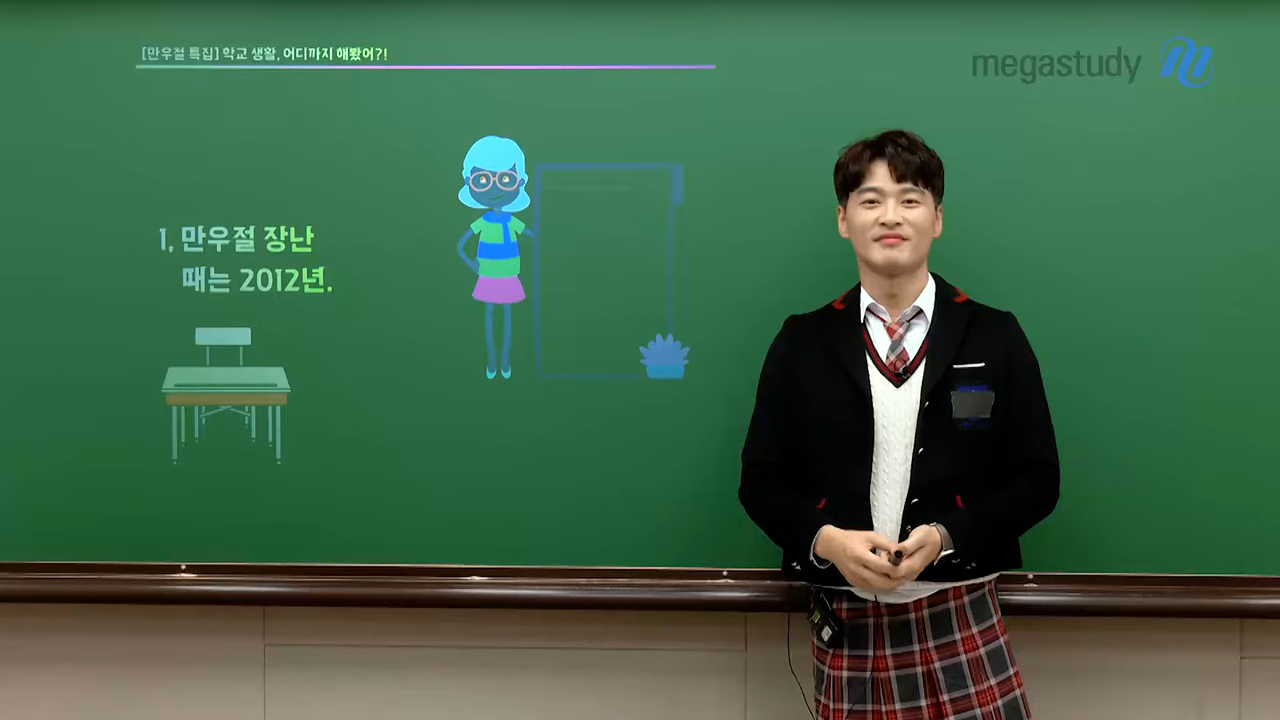 [만우절 특집] 학교 생활, 어디까지 해봤어?!
megastudy
1. 만우절 장난
때는 2012년.